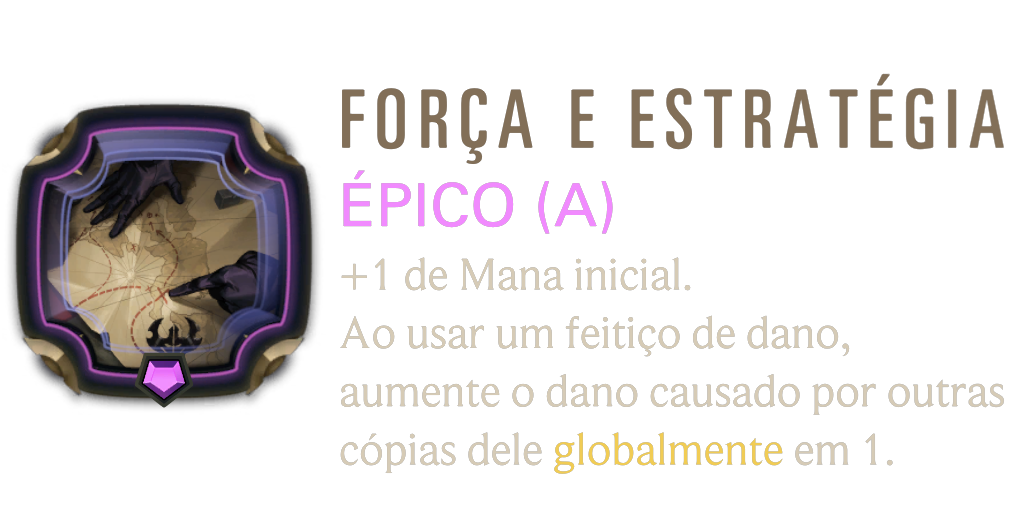 FORÇA E ESTRATÉGIA
ÉPICO (A)
+1 de Mana inicial.
Ao usar um feitiço de dano,
aumente o dano causado por outras
cópias dele globalmente em 1.